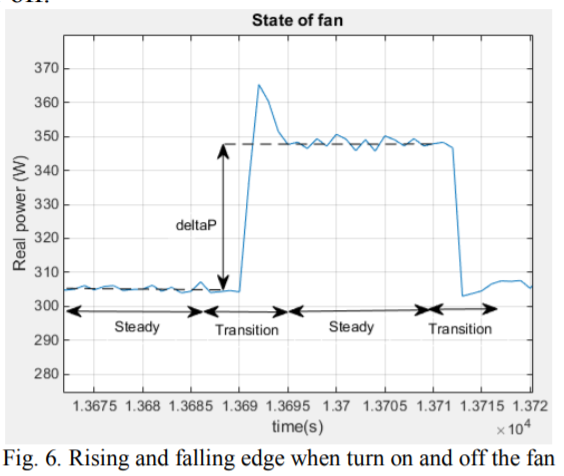 State of fan
370
360
350
340
330
320
310
300
290
280
Real power (W)
deltaP
Steady
Transition
Steady
Transition
1.3675 1.368 1.3685 1.369 1.3695 1.37 1.3705 1.371 1.3715 1.372
time(s)
× 10⁴
Fig. 6. Rising and falling edge when turn on and off the fan